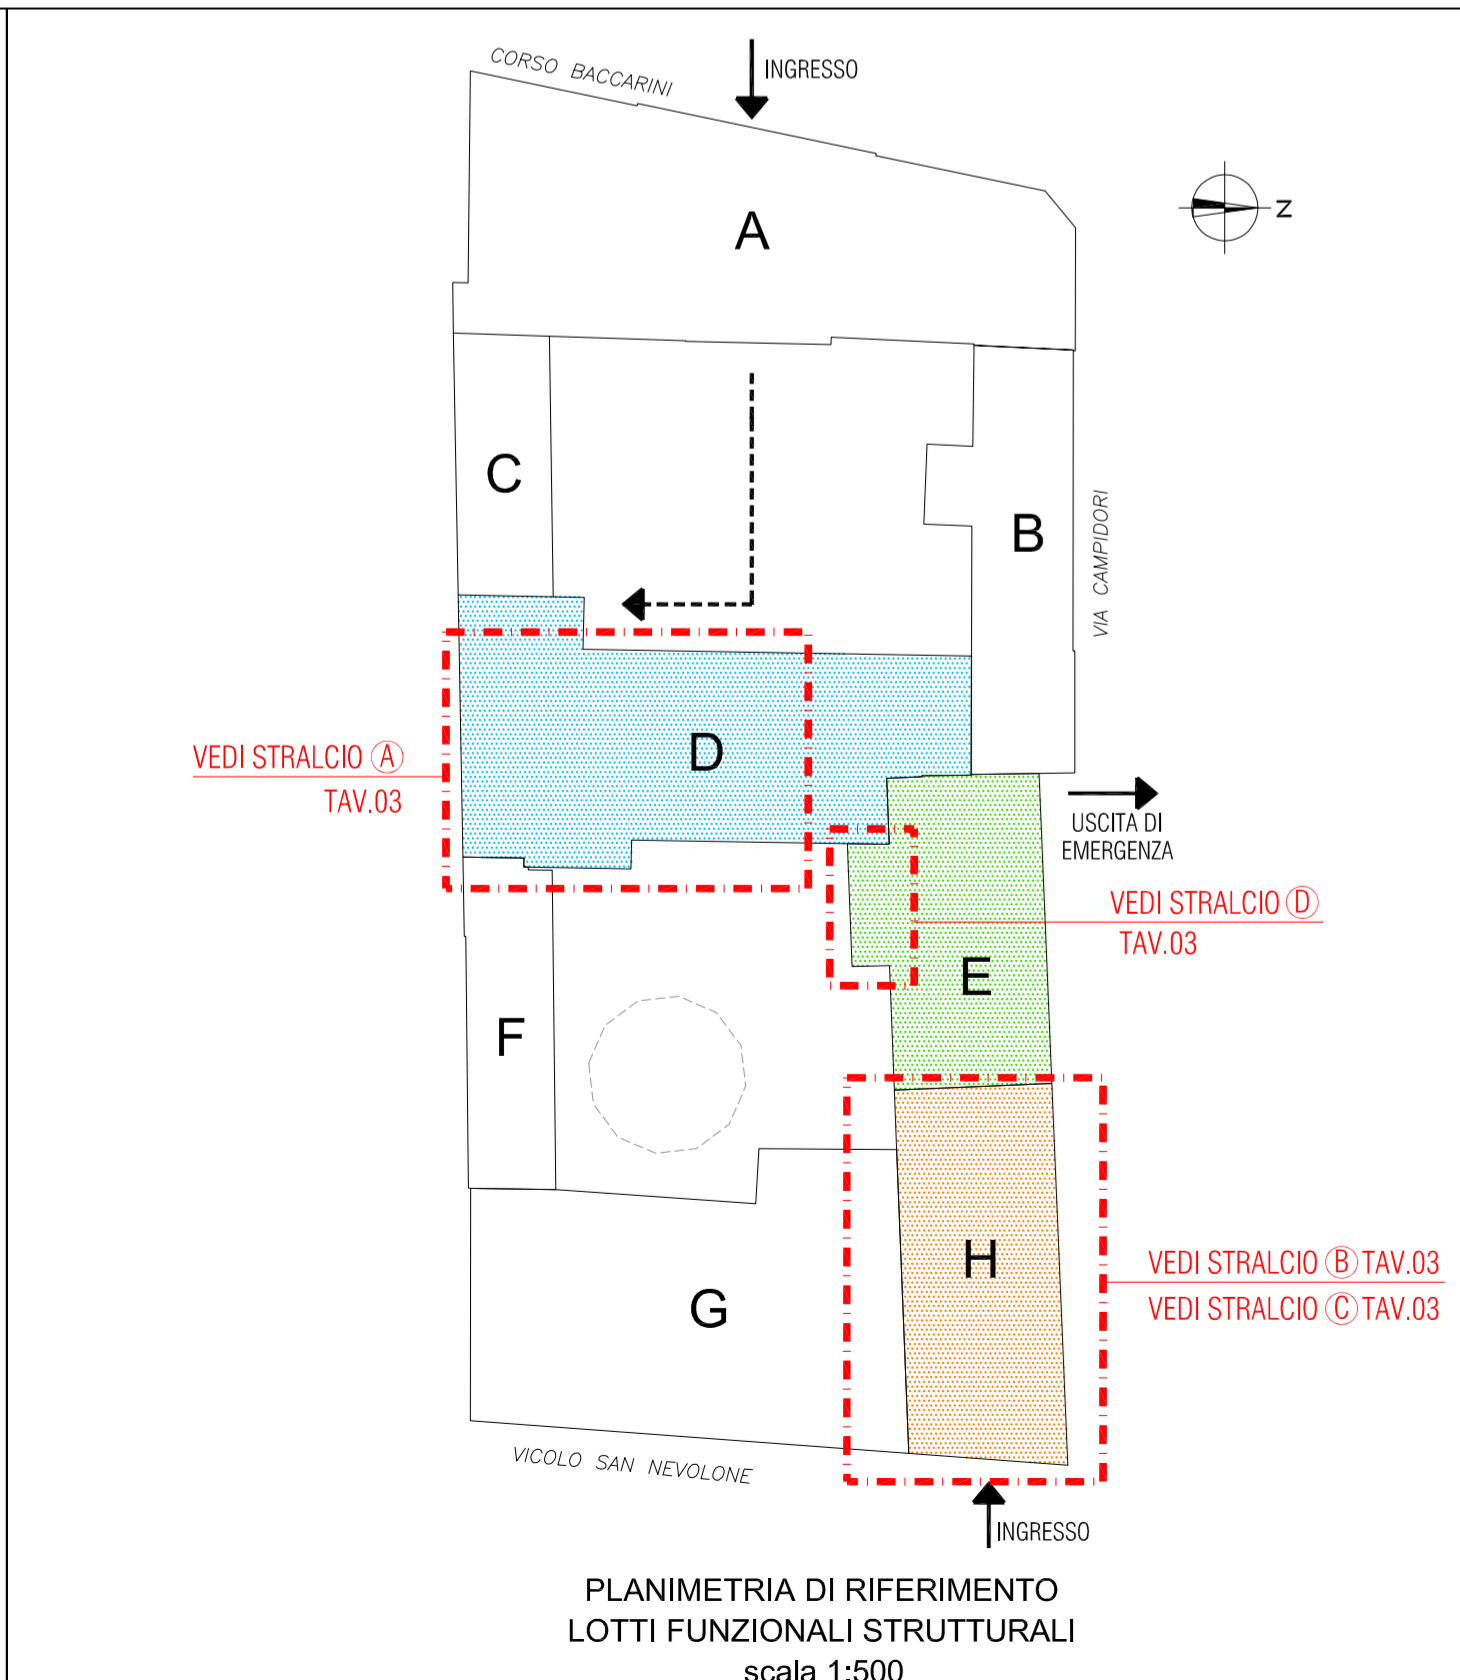 CORSO BACCARINI
INGRESSO
A
Z
C
B
VIA CAMPIDORI
D
VEDI STRALCIO A
TAV.03
USCITA DI
EMERGENZA
VEDI STRALCIO D
TAV.03
E
F
H
VEDI STRALCIO B TAV.03
VEDI STRALCIO C TAV.03
G
VICOLO SAN NEVOLONE
INGRESSO
PLANIMETRIA DI RIFERIMENTO
LOTTI FUNZIONALI STRUTTURALI
scala 1:500